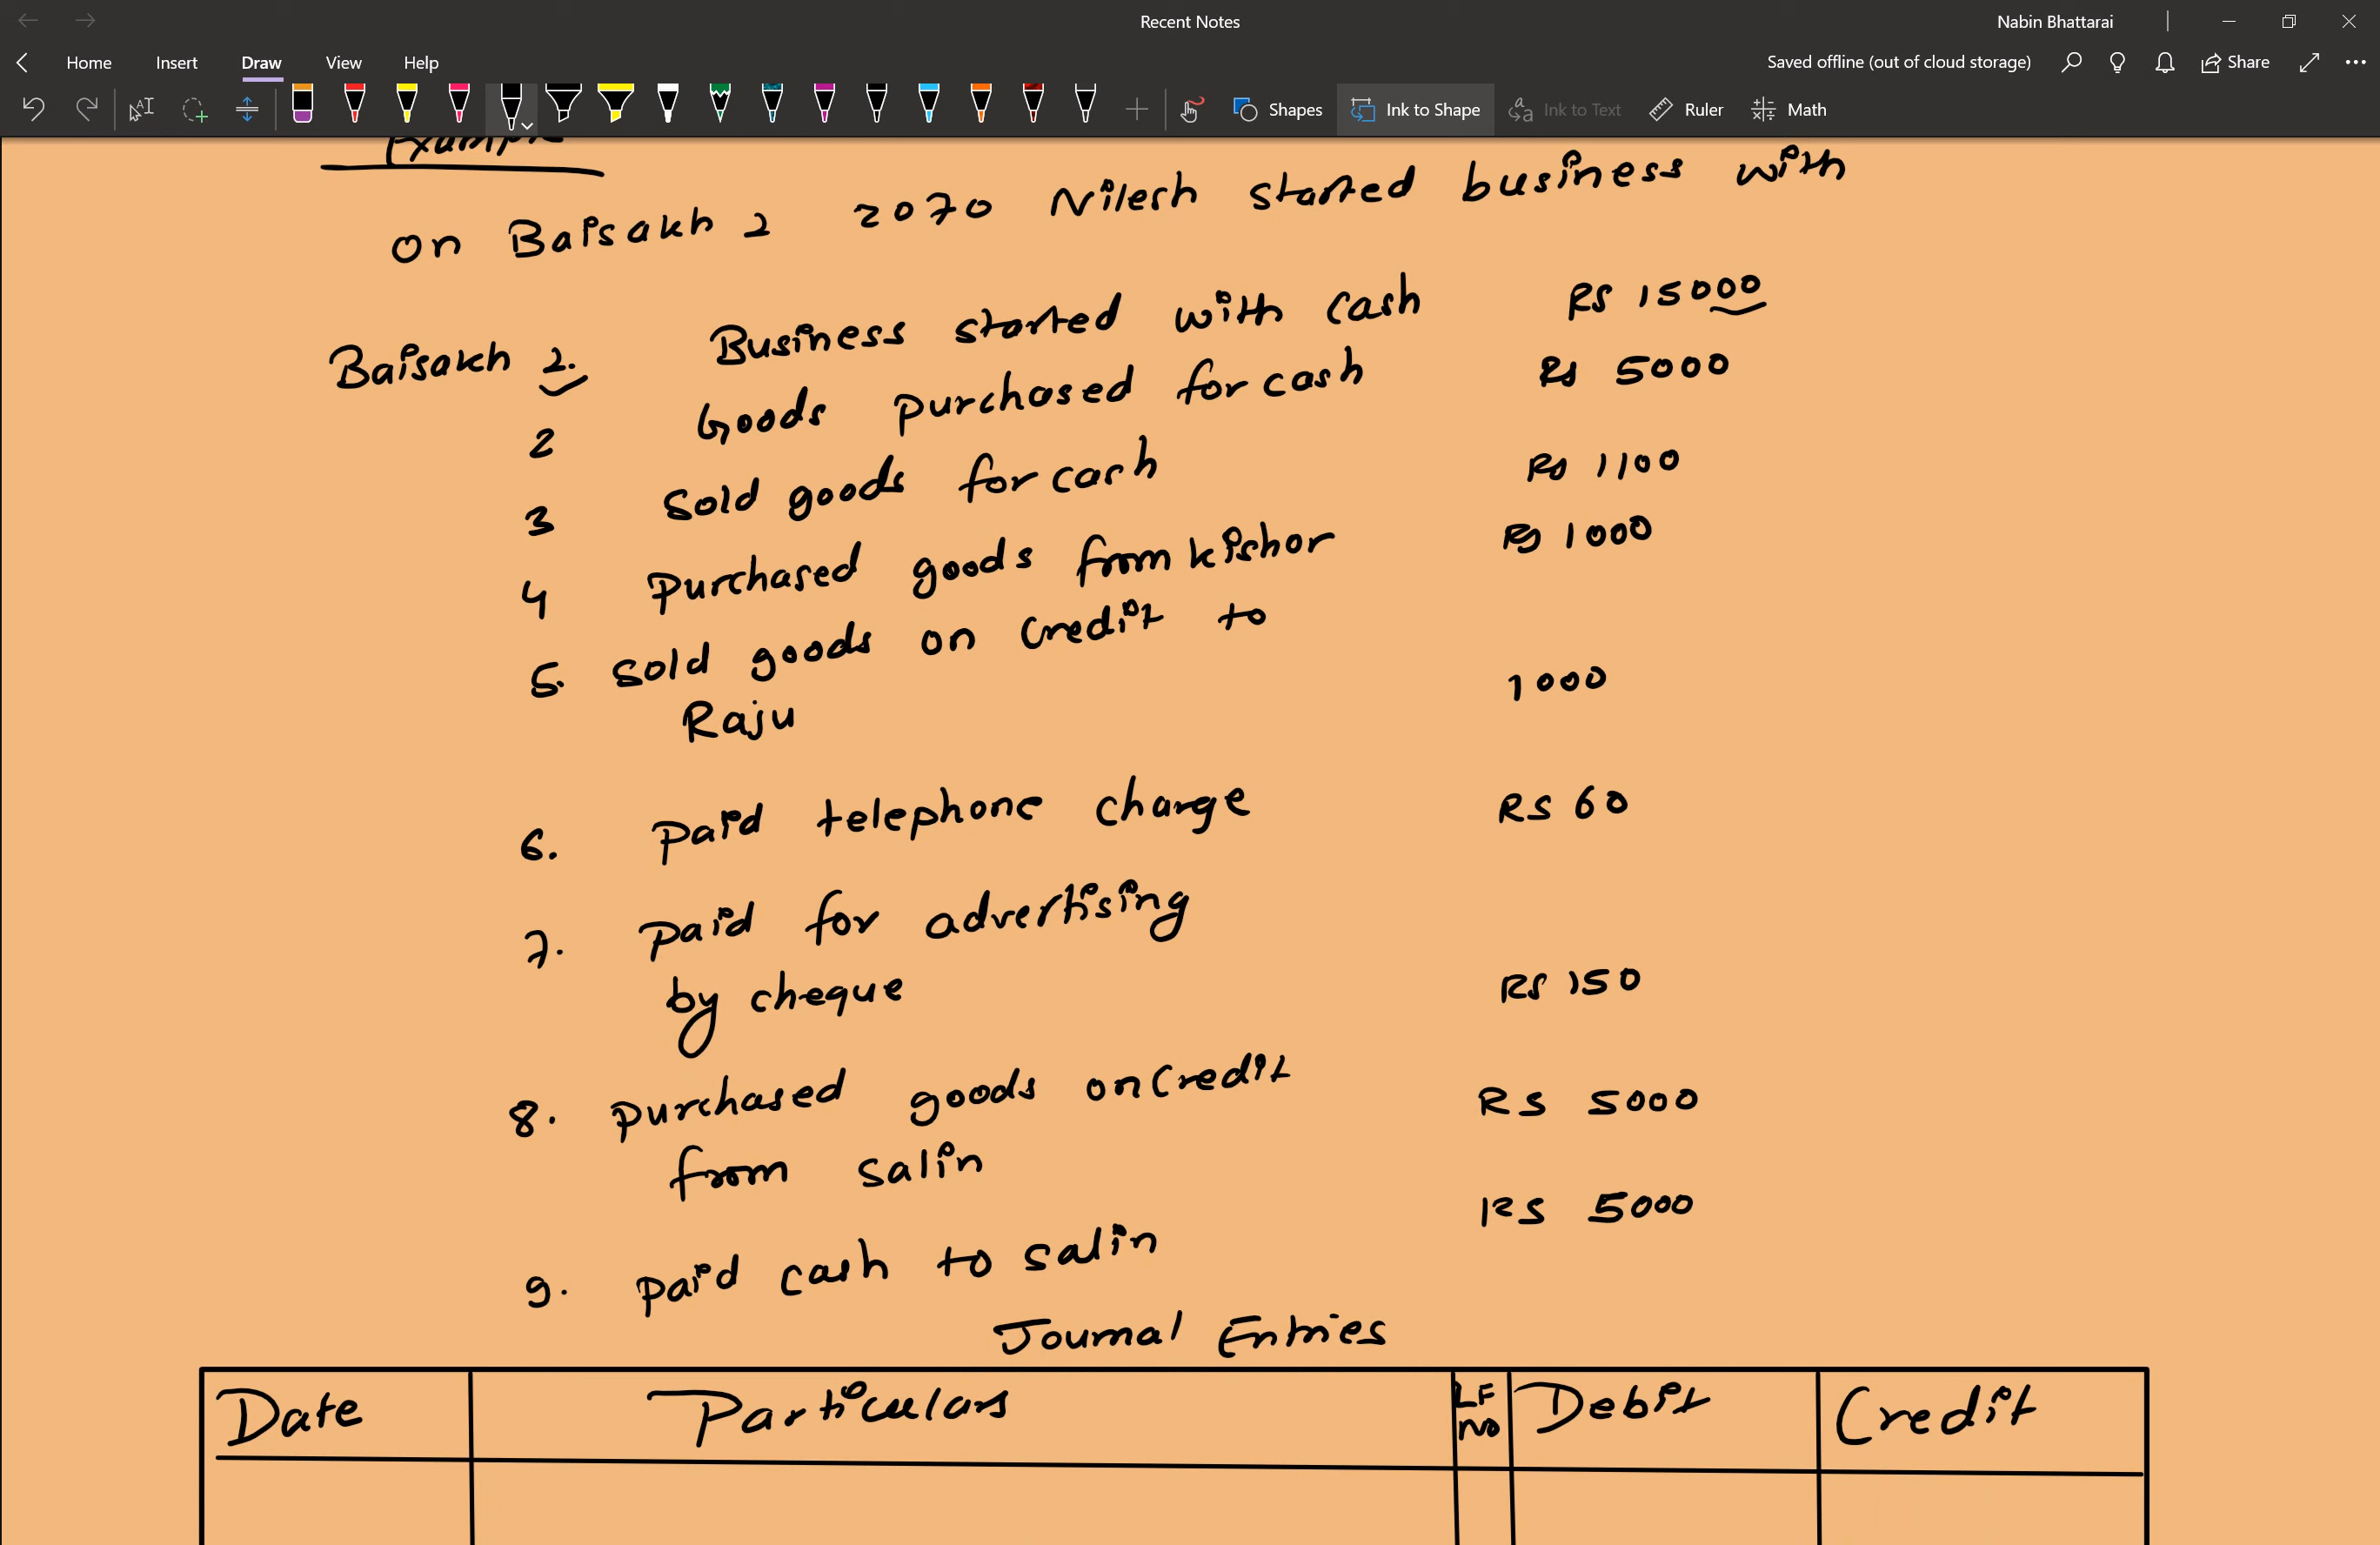 Recent Notes
Nabin Bhattarai
Home Insert Draw View Help
Saved offline (out of cloud storage) Share
Shapes Ink to Shape Ink to Text Ruler Math
Example
on Baisakh 2 2070 Nilesh started business with
Baisakh 2. Business started with cash RS 15000
2 Goods purchased for cash Rs 5000
3 Sold goods for cash Rs 1100
4 Purchased goods from kishor Rs 1000
5. Sold goods on credit to
Raju 1000
6. Paid telephone charge RS 60
7. Paid for advertising
by cheque RS 150
8. Purchased goods on Credit RS 5000
from salin
9. Paid cash to salin RS 5000
Journal Entries
Date Particulars LF NO Debit Credit